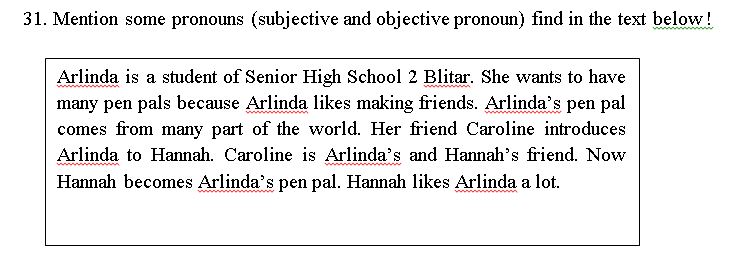 31. Mention some pronouns (subjective and objective pronoun) find in the text below!
Arlinda is a student of Senior High School 2 Blitar. She wants to have
many pen pals because Arlinda likes making friends. Arlinda's pen pal
comes from many part of the world. Her friend Caroline introduces
Arlinda to Hannah. Caroline is Arlinda's and Hannah's friend. Now
Hannah becomes Arlinda's pen pal. Hannah likes Arlinda a lot.